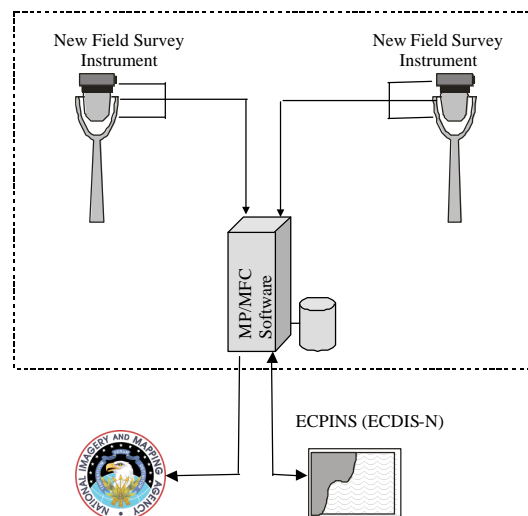 New Field Survey
Instrument
New Field Survey
Instrument
MP/MFC
Software
ECPINS (ECDIS-N)
NATIONAL IMAGERY AND MAPPING AGENCY